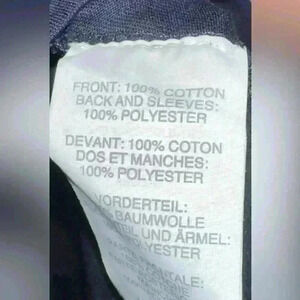 FRONT: 100% COTTON
BACK AND SLEEVES:
100% POLYESTER
DEVANT: 100% COTON
DOS ET MANCHES:
100% POLYESTER
VORDERTEIL:
BAUMWOLLE
UND ÄRMEL:
POLYESTER